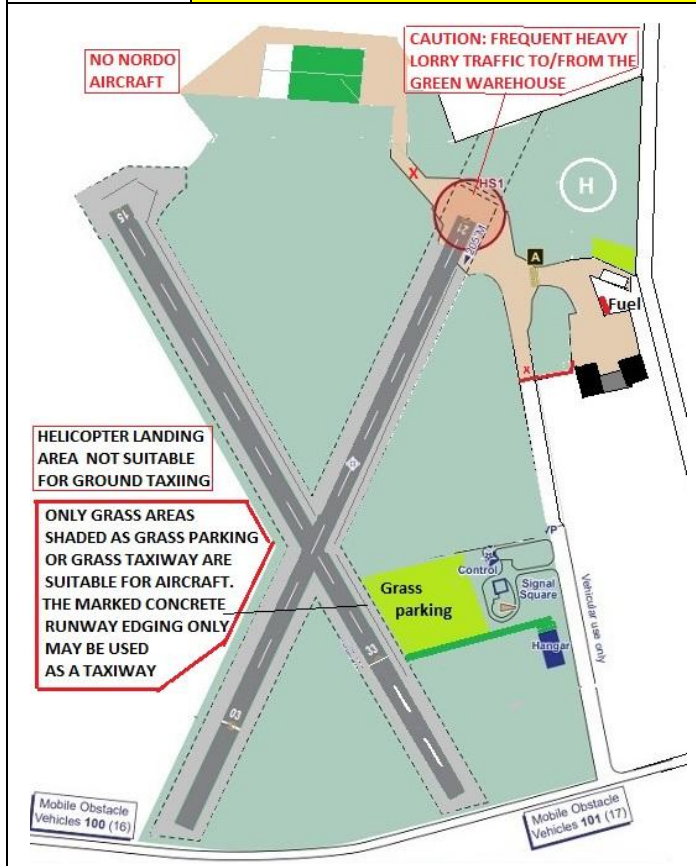 NO NORDO
AIRCRAFT
CAUTION: FREQUENT HEAVY
LORRY TRAFFIC TO/FROM THE
GREEN WAREHOUSE
X
HS1
H
15
21
205°M
A
Fuel
X
HELICOPTER LANDING
AREA NOT SUITABLE
FOR GROUND TAXIING
ONLY GRASS AREAS
SHADED AS GRASS PARKING
OR GRASS TAXIWAY ARE
SUITABLE FOR AIRCRAFT.
THE MARKED CONCRETE
RUNWAY EDGING ONLY
MAY BE USED
AS A TAXIWAY
VP
Control
Signal
Square
Grass
parking
Vehicular use only
Hangar
33
03
Mobile Obstacle
Vehicles 100 (16)
Mobile Obstacle
Vehicles 101 (17)